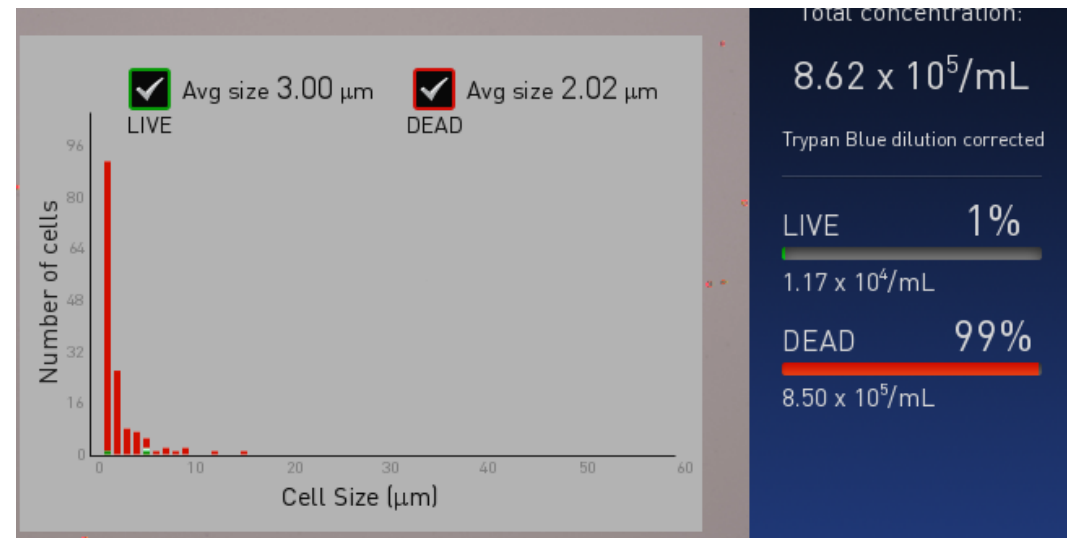 Total concentration:
8.62 x 10⁵/mL
Trypan Blue dilution corrected
LIVE 1%
1.17 x 10⁴/mL
DEAD 99%
8.50 x 10⁵/mL
Avg size 3.00 μm
LIVE
Avg size 2.02 μm
DEAD
Number of cells
96
80
64
48
32
16
0
0 10 20 30 40 50 60
Cell Size (μm)